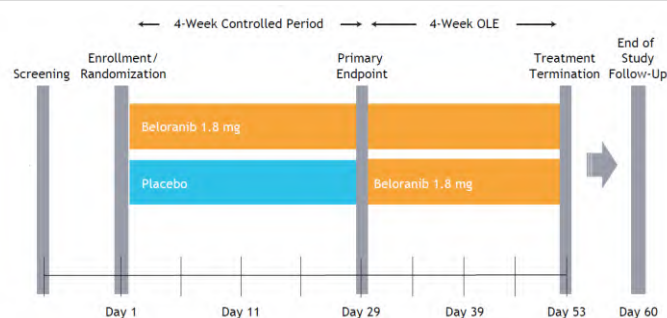 4-Week Controlled Period
4-Week OLE
Screening
Enrollment/
Randomization
Primary
Endpoint
Treatment
Termination
End of
Study
Follow-Up
Beloranib 1.8 mg
Placebo
Beloranib 1.8 mg
Day 1
Day 11
Day 29
Day 39
Day 53
Day 60